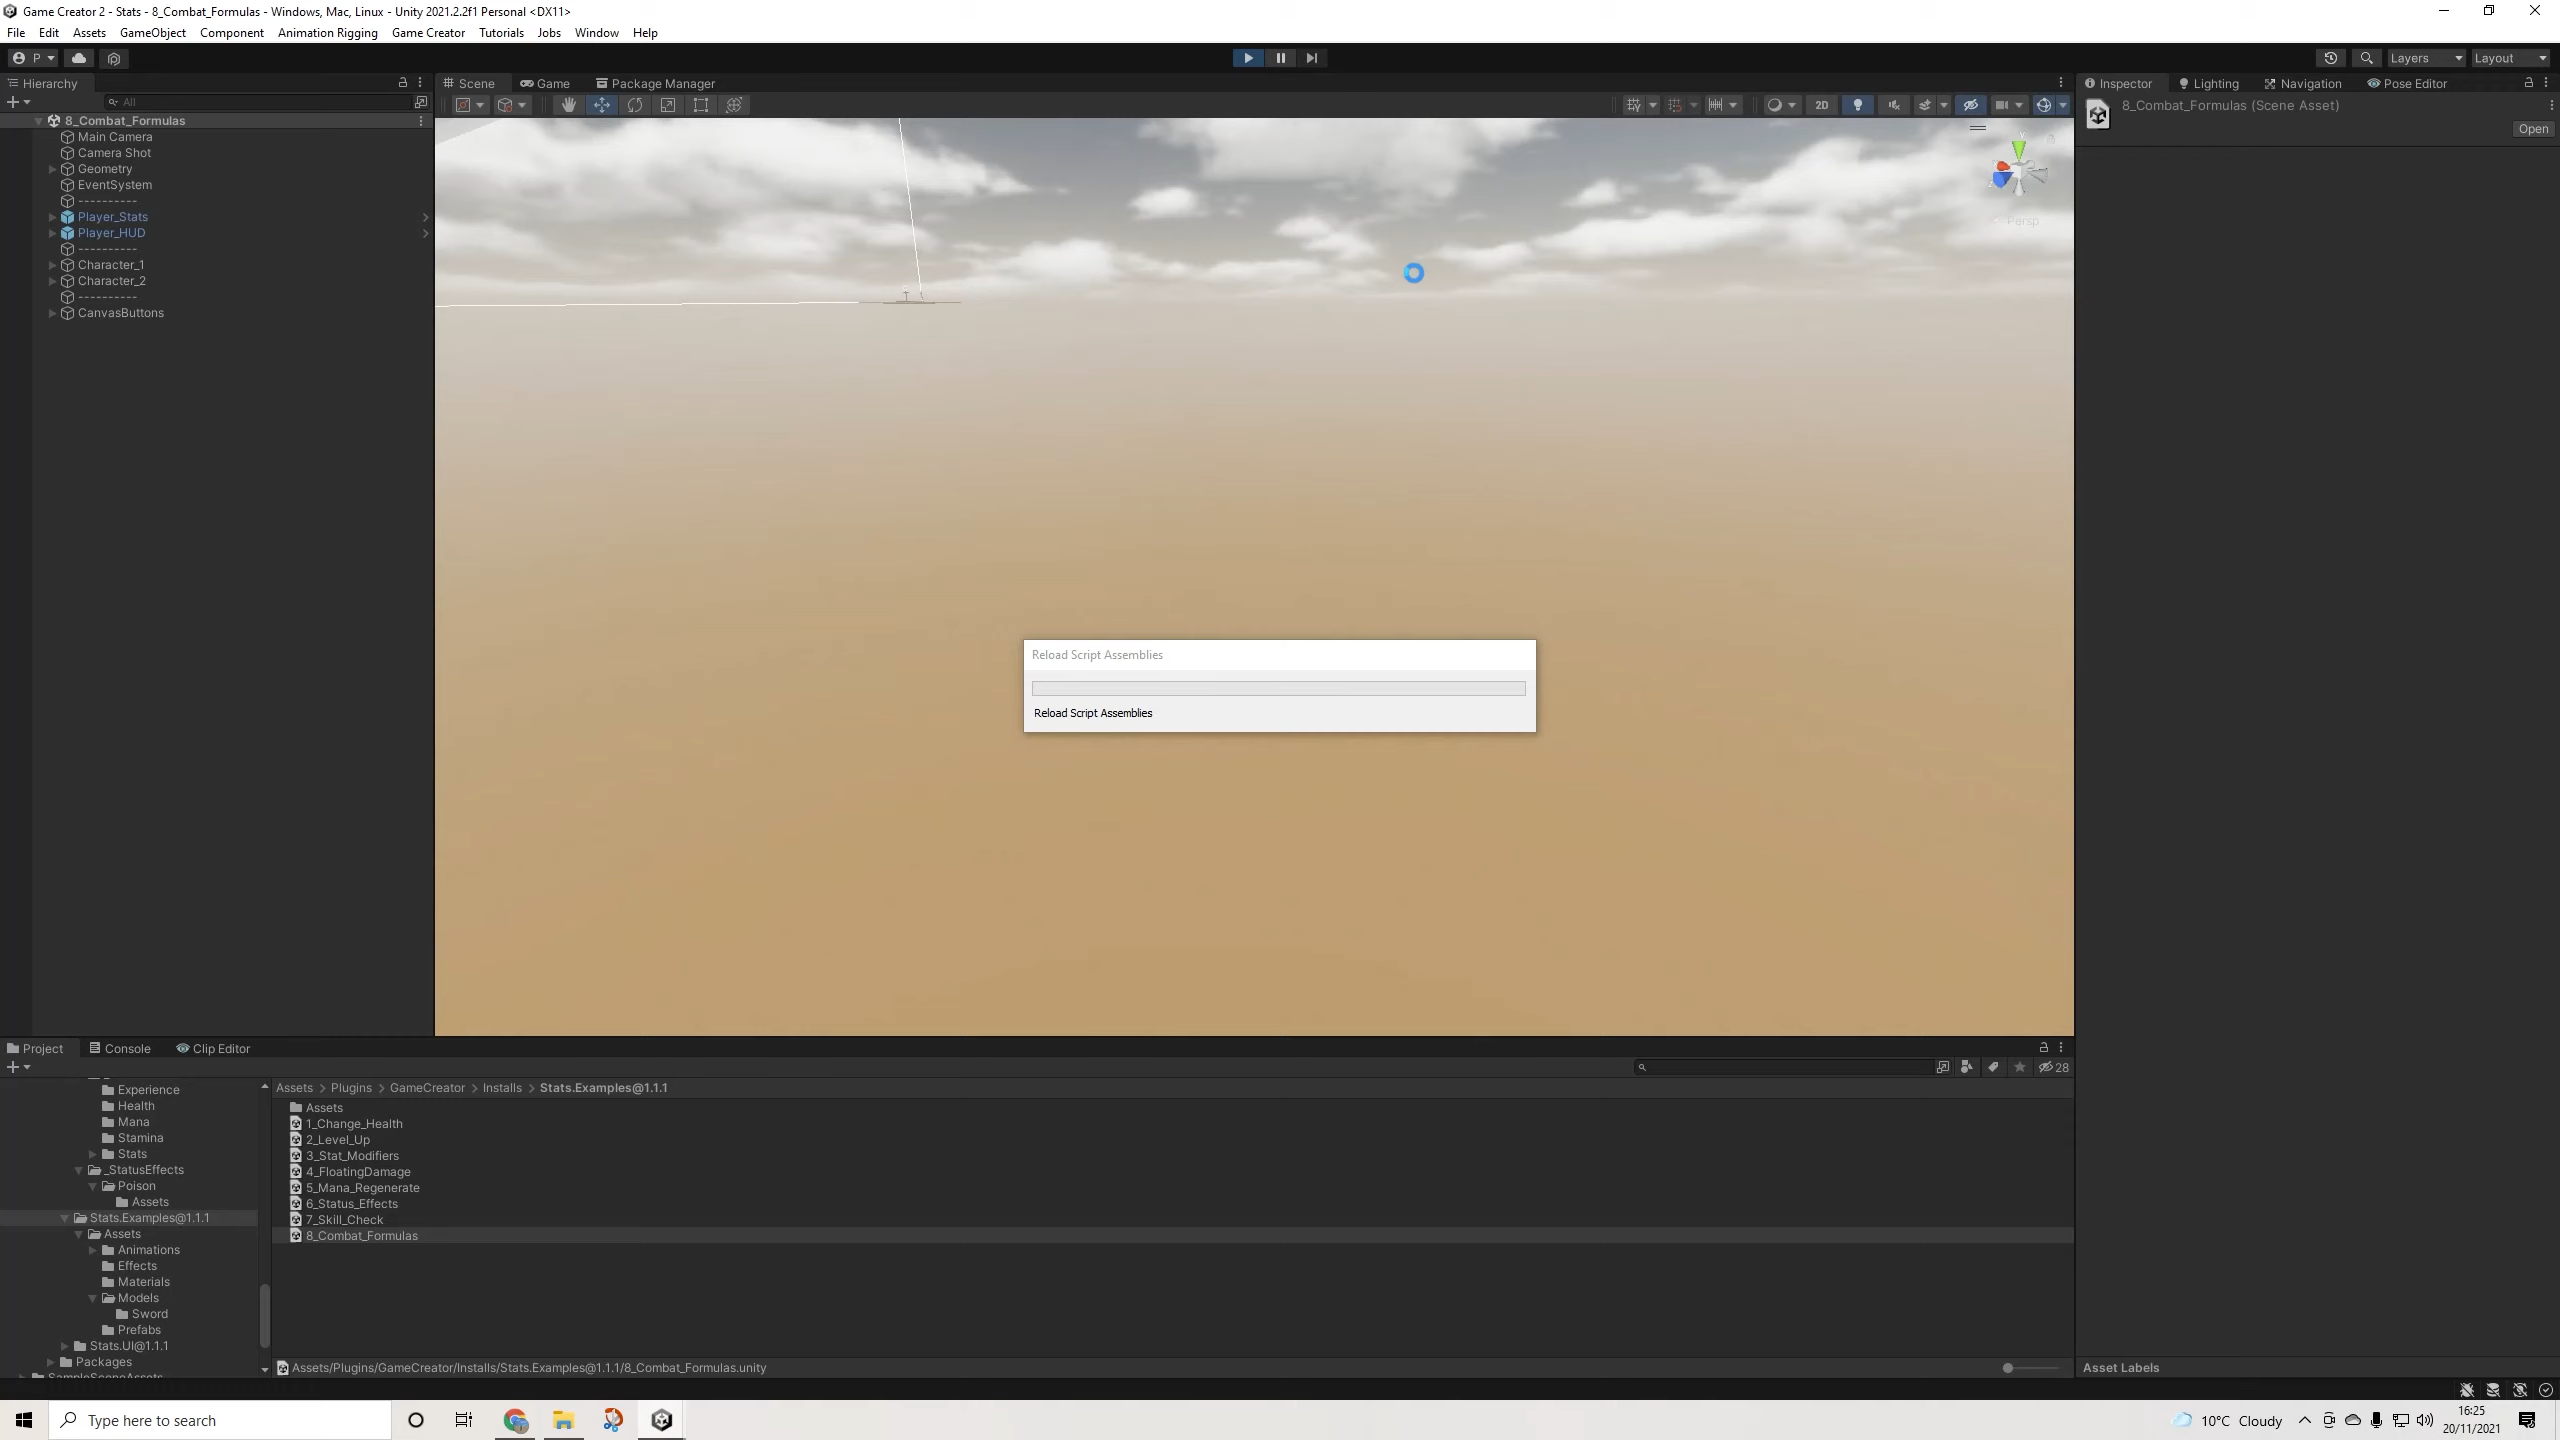 Game Creator 2 - Stats - 8_Combat_Formulas - Windows, Mac, Linux - Unity 2021.2.2f1 Personal <DX11>
File Edit Assets GameObject Component Animation Rigging Game Creator Tutorials Jobs Window Help
P Layers Layout
Hierarchy
All
8_Combat_Formulas
Main Camera
Camera Shot
Geometry
EventSystem
----------
Player_Stats
Player_HUD
----------
Character_1
Character_2
----------
CanvasButtons
Scene Game Package Manager
2D
Persp
Reload Script Assemblies
Reload Script Assemblies
Inspector Lighting Navigation Pose Editor
8_Combat_Formulas (Scene Asset)
Open
Asset Labels
Project Console Clip Editor
28
Experience
Health
Mana
Stamina
Stats
_StatusEffects
Poison
Assets
Stats.Examples@1.1.1
Assets
Animations
Effects
Materials
Models
Sword
Prefabs
Stats.UI@1.1.1
Packages
SampleSceneAssets
Assets > Plugins > GameCreator > Installs > Stats.Examples@1.1.1
Assets
1_Change_Health
2_Level_Up
3_Stat_Modifiers
4_FloatingDamage
5_Mana_Regenerate
6_Status_Effects
7_Skill_Check
8_Combat_Formulas
Assets/Plugins/GameCreator/Installs/Stats.Examples@1.1.1/8_Combat_Formulas.unity
Type here to search
10°C Cloudy
16:25
20/11/2021